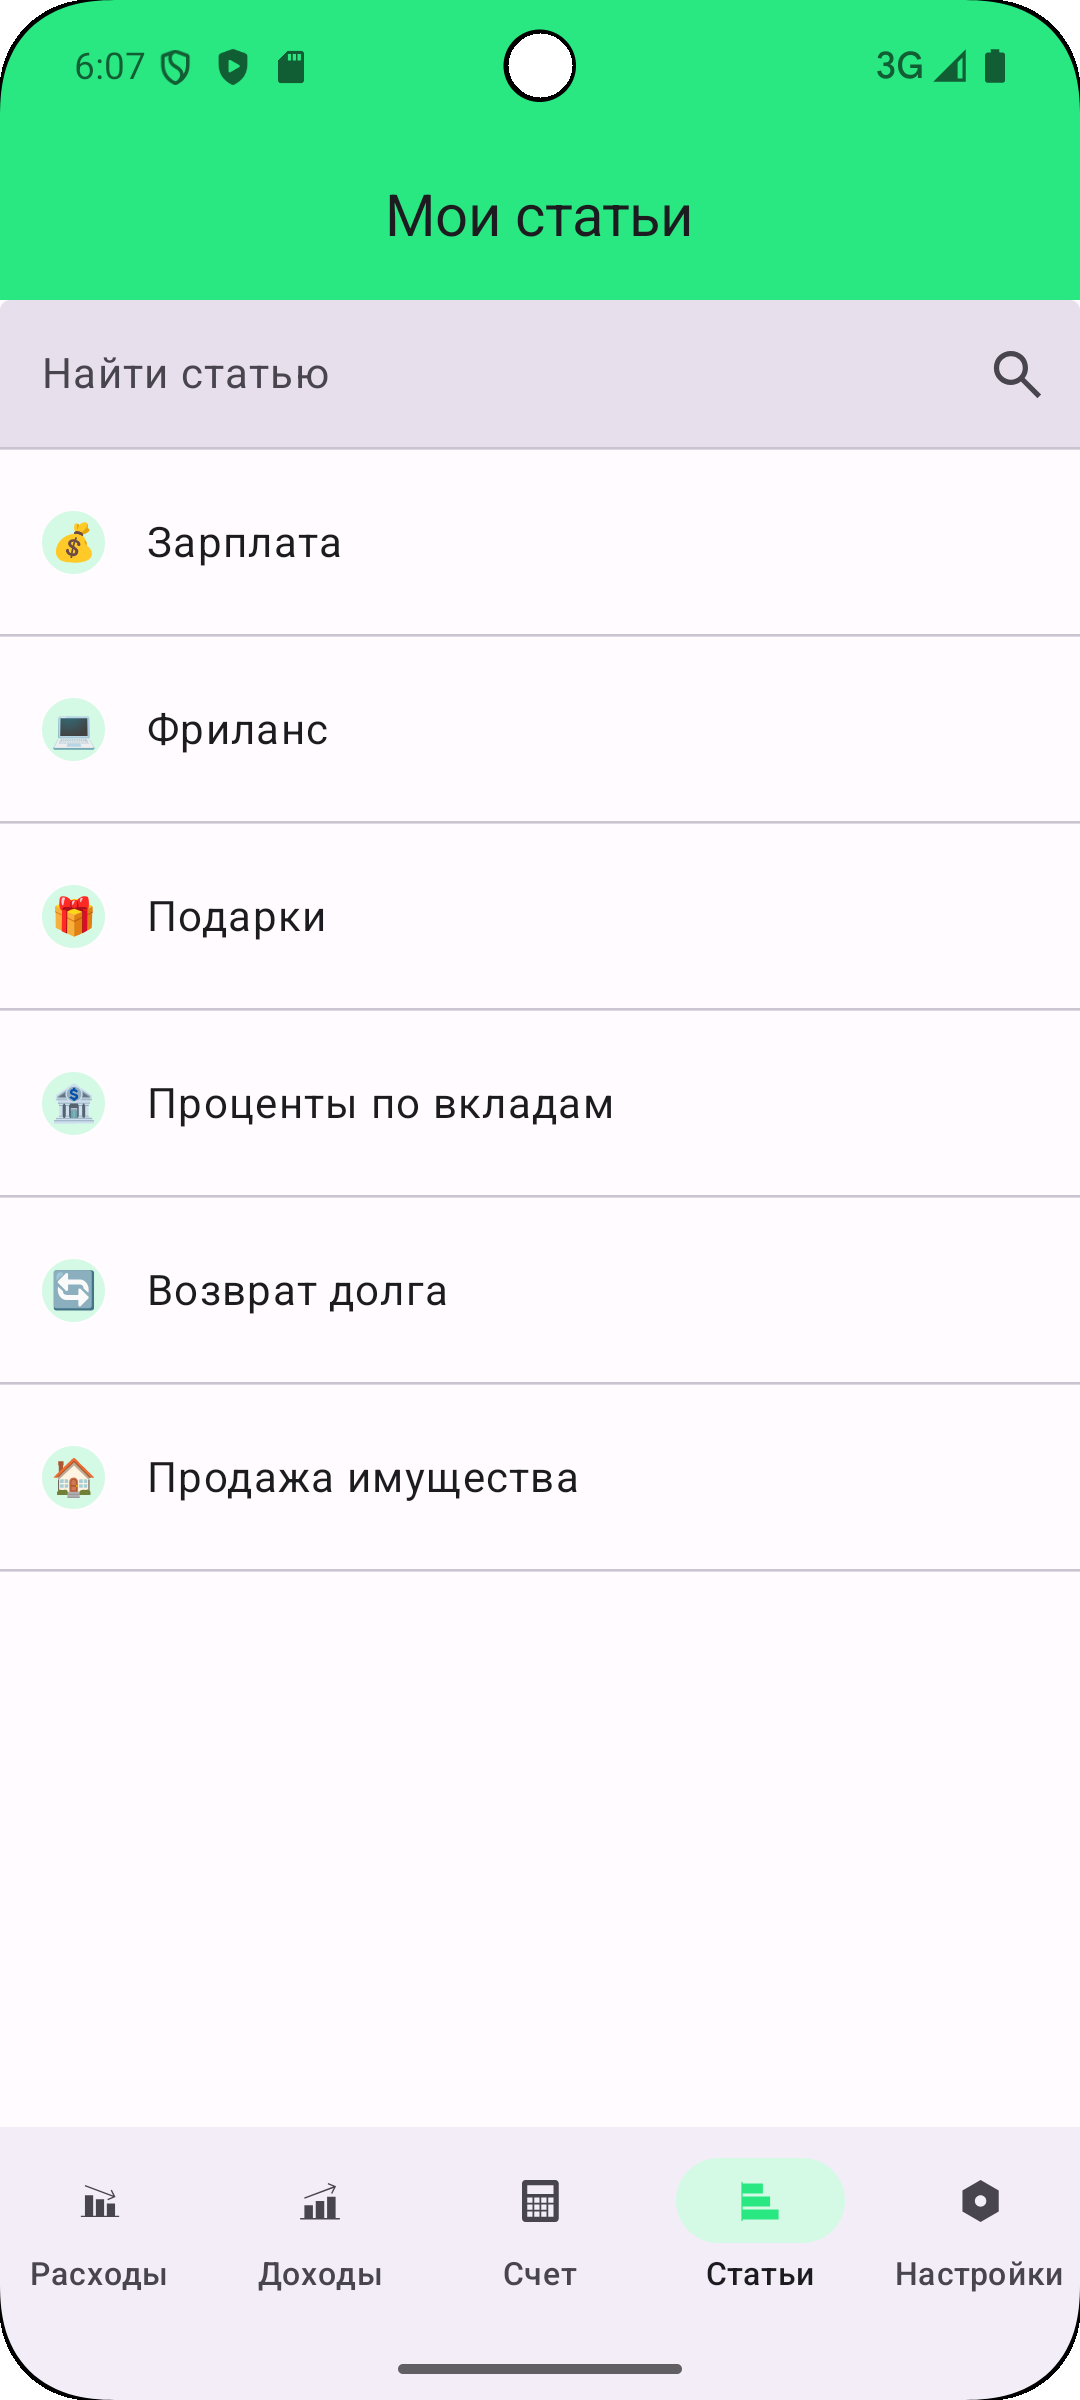 6:07 3G
Мои статьи
Найти статью
Зарплата
Фриланс
Подарки
Проценты по вкладам
Возврат долга
Продажа имущества
Расходы Доходы Счет Статьи Настройки